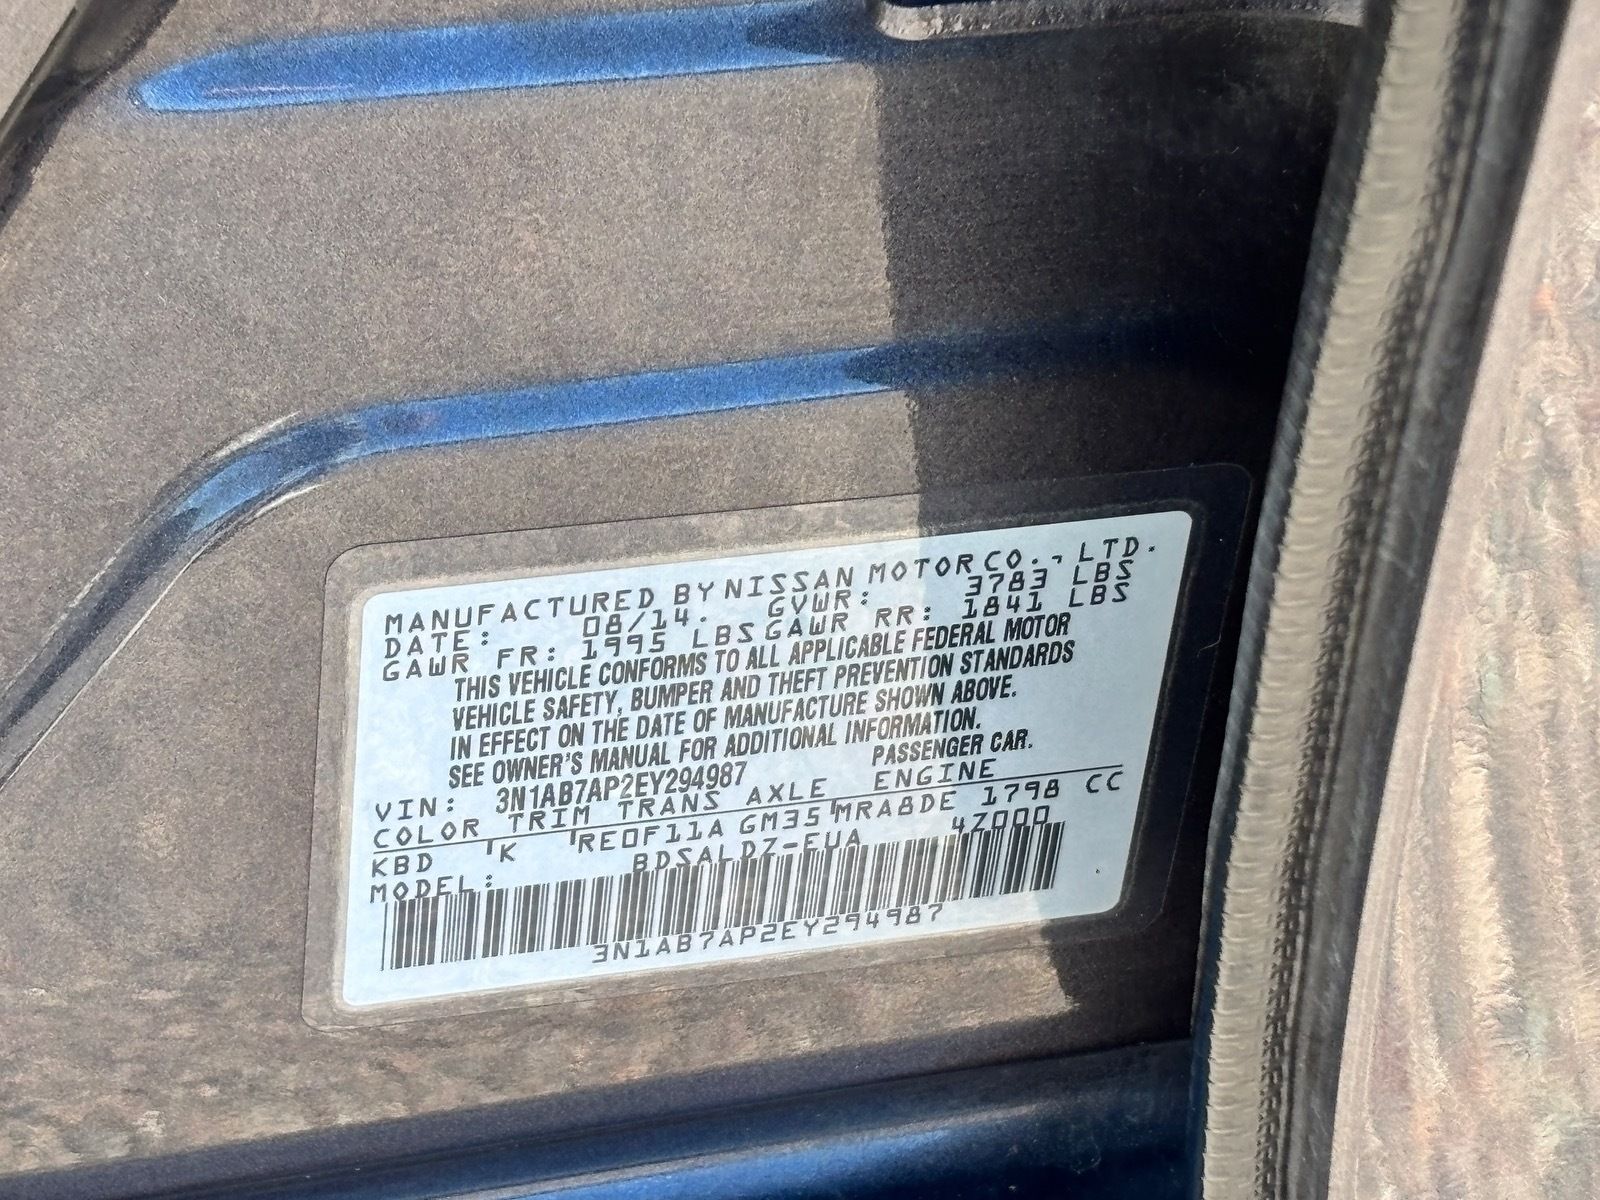 MANUFACTURED BY NISSAN MOTOR CO., LTD.
DATE: 08/14. GVWR: 3783 LBS
GAWR FR: 1995 LBS GAWR RR: 1841 LBS
THIS VEHICLE CONFORMS TO ALL APPLICABLE FEDERAL MOTOR
VEHICLE SAFETY, BUMPER AND THEFT PREVENTION STANDARDS
IN EFFECT ON THE DATE OF MANUFACTURE SHOWN ABOVE.
SEE OWNER'S MANUAL FOR ADDITIONAL INFORMATION.
VIN: 3N1AB7AP2EY294987 PASSENGER CAR.
COLOR TRIM TRANS AXLE ENGINE
KBD K RE0F11A GM35 MRA8DE 1798 CC
MODEL: BDSALDZ-EUA 4Z000
3N1AB7AP2EY294987